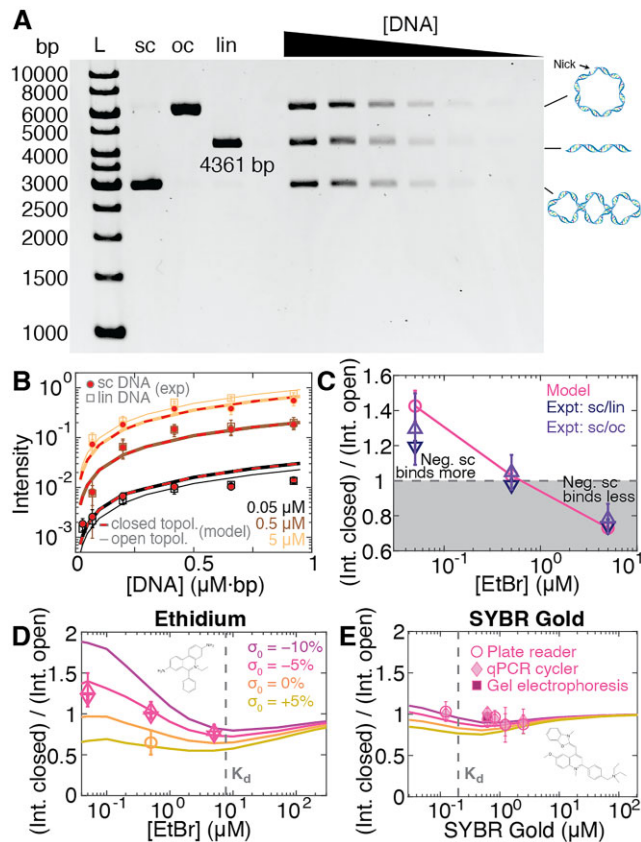 A
[DNA]
bp L sc oc lin
Nick
10000
8000
6000
5000
4000
3000
2500
2000
1500
1000
4361 bp
B
Intensity
10⁰
10⁻¹
10⁻²
10⁻³
sc DNA (exp)
lin DNA
0.05 µM
closed topol. (model) 0.5 µM
open topol. 5 µM
0 0.5 1
[DNA] (µM·bp)
C
(Int. closed) / (Int. open)
1.4
1.2
1.0
0.8
0.6
Model
Expt: sc/lin
Expt: sc/oc
Neg. sc
binds more
Neg. sc
binds less
10⁻¹ 10⁰ 10¹
[EtBr] (µM)
D
Ethidium
(Int. closed) / (Int. open)
2
1.5
1
0.5
0
σ₀ = −10%
σ₀ = −5%
σ₀ = 0%
σ₀ = +5%
K_d
10⁻¹ 10⁰ 10¹ 10²
[EtBr] (µM)
E
SYBR Gold
(Int. closed) / (Int. open)
2
1.5
1
0.5
0
Plate reader
qPCR cycler
Gel electrophoresis
K_d
10⁻¹ 10⁰ 10¹ 10²
SYBR Gold (µM)